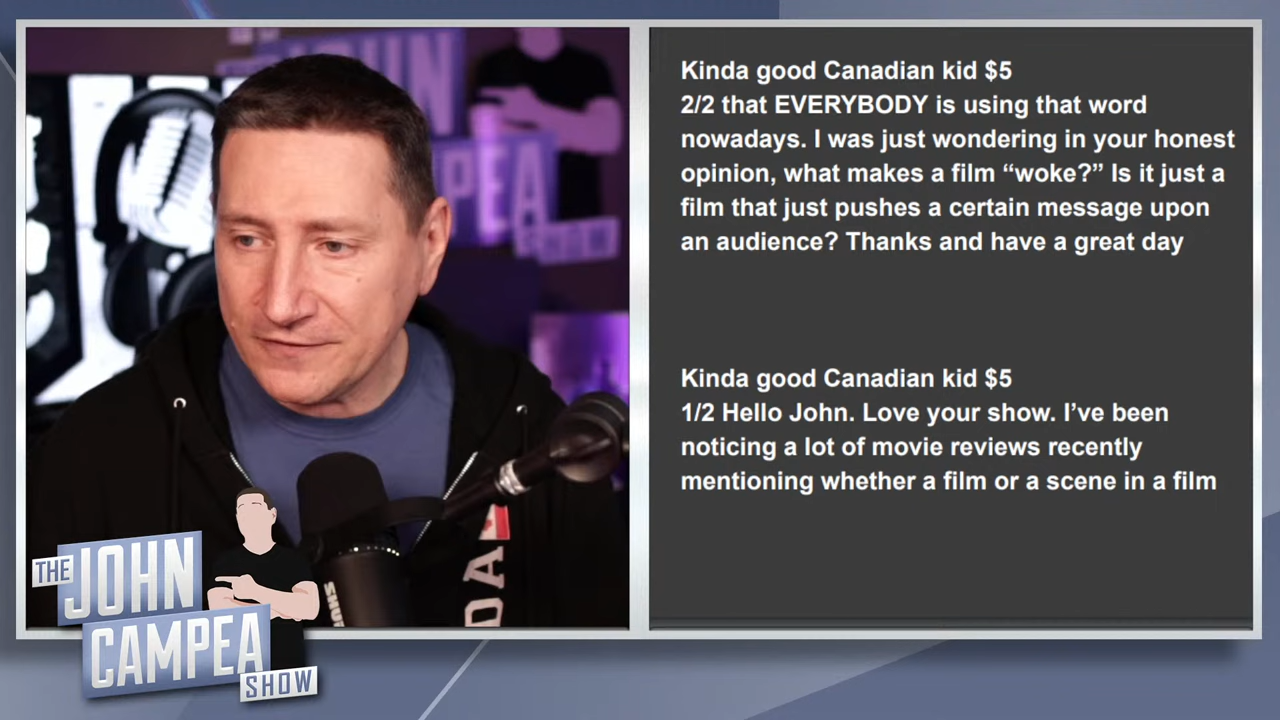 Kinda good Canadian kid $5
2/2 that EVERYBODY is using that word
nowadays. I was just wondering in your honest
opinion, what makes a film “woke?” Is it just a
film that just pushes a certain message upon
an audience? Thanks and have a great day
Kinda good Canadian kid $5
1/2 Hello John. Love your show. I’ve been
noticing a lot of movie reviews recently
mentioning whether a film or a scene in a film
THE
JOHN
CAMPEA
SHOW